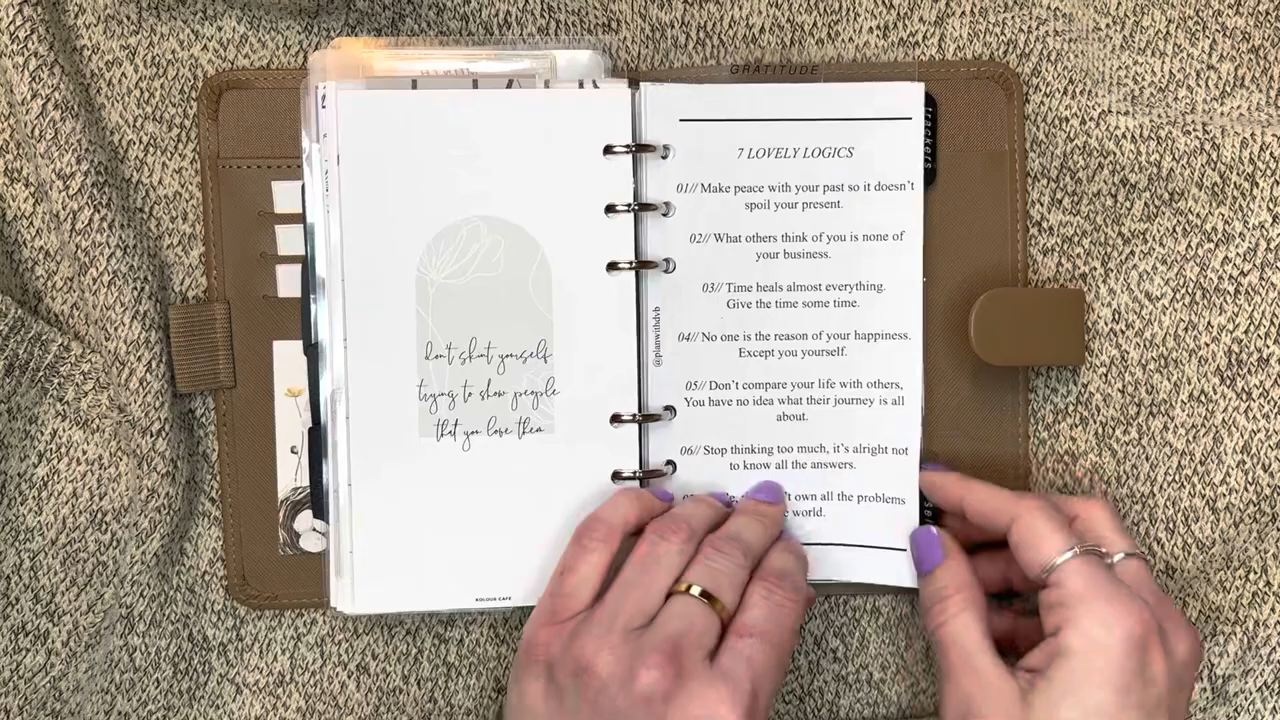 GRATITUDE
trackers
don't skint yourself
trying to show people
that you love them
KOLOUR CAFE
@planwithdvb
7 LOVELY LOGICS
01// Make peace with your past so it doesn't
spoil your present.
02// What others think of you is none of
your business.
03// Time heals almost everything.
Give the time some time.
04// No one is the reason of your happiness.
Except you yourself.
05// Don't compare your life with others,
You have no idea what their journey is all
about.
06// Stop thinking too much, it's alright not
to know all the answers.
own all the problems
world.